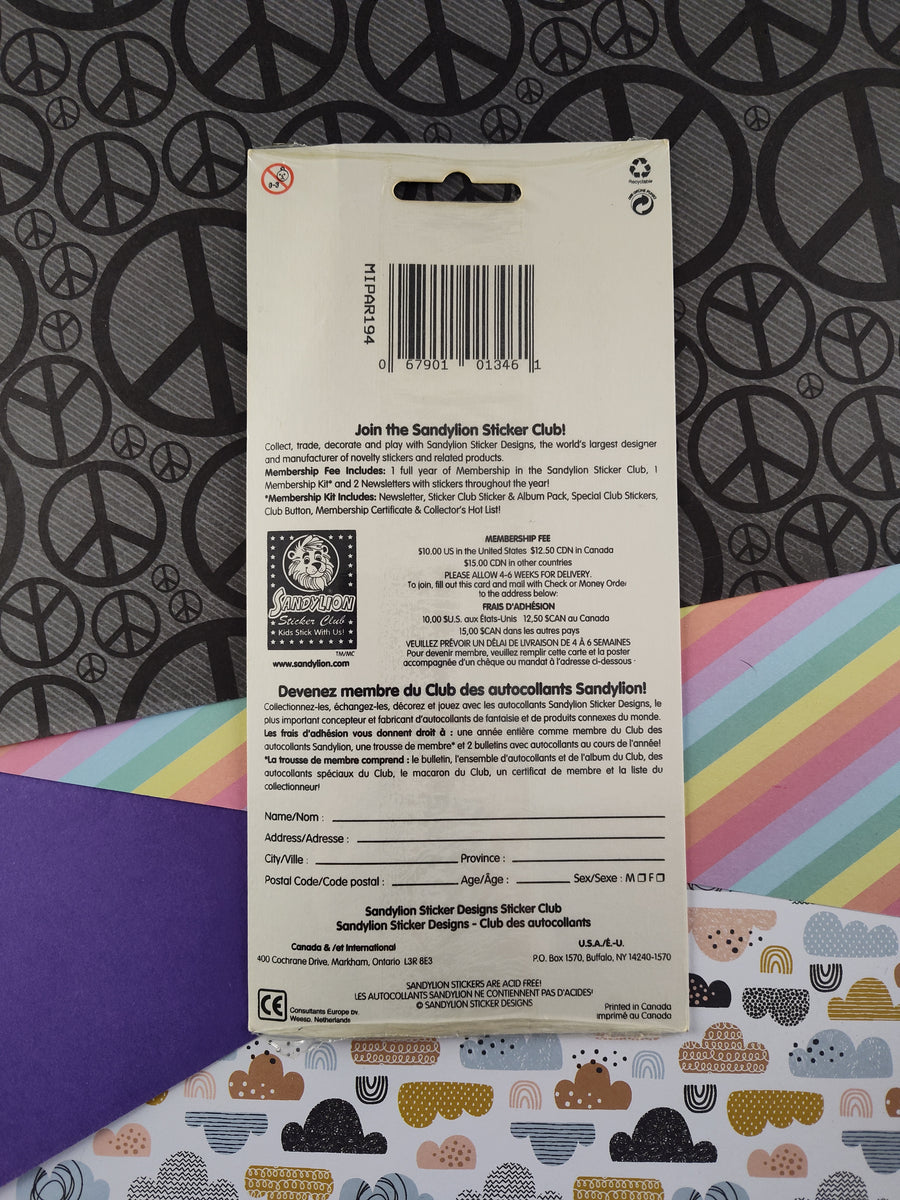 0-3
Recyclable
MIPAR194
0 67901 01346 1
Join the Sandylion Sticker Club!
Collect, trade, decorate and play with Sandylion Sticker Designs, the world's largest designer
and manufacturer of novelty stickers and related products.
Membership Fee Includes: 1 full year of Membership in the Sandylion Sticker Club, 1
Membership Kit* and 2 Newsletters with stickers throughout the year!
*Membership Kit Includes: Newsletter, Sticker Club Sticker & Album Pack, Special Club Stickers,
Club Button, Membership Certificate & Collector's Hot List!
SANDYLION
Sticker Club
Kids Stick With Us!
TM/MC
www.sandylion.com
MEMBERSHIP FEE
$10.00 US in the United States $12.50 CDN in Canada
$15.00 CDN in other countries
PLEASE ALLOW 4-6 WEEKS FOR DELIVERY.
To join, fill out this card and mail with Check or Money Order
to the address below:
FRAIS D'ADHÉSION
10,00 $U.S. aux États-Unis 12,50 $CAN au Canada
15,00 $CAN dans les autres pays
VEUILLEZ PRÉVOIR UN DÉLAI DE LIVRAISON DE 4 À 6 SEMAINES
Pour devenir membre, veuillez remplir cette carte et la poster
accompagnée d'un chèque ou mandat à l'adresse ci-dessous :
Devenez membre du Club des autocollants Sandylion!
Collectionnez-les, échangez-les, décorez et jouez avec les autocollants Sandylion Sticker Designs, le
plus important concepteur et fabricant d'autocollants de fantaisie et de produits connexes du monde.
Les frais d'adhésion vous donnent droit à : une année entière comme membre du Club des
autocollants Sandylion, une trousse de membre* et 2 bulletins avec autocollants au cours de l'année!
*La trousse de membre comprend : le bulletin, l'ensemble d'autocollants et de l'album du Club, des
autocollants spéciaux du Club, le macaron du Club, un certificat de membre et la liste du
collectionneur!
Name/Nom :
Address/Adresse :
City/Ville : Province :
Postal Code/Code postal : Age/Âge : Sex/Sexe : M F
Sandylion Sticker Designs Sticker Club
Sandylion Sticker Designs - Club des autocollants
Canada & /et International
400 Cochrane Drive, Markham, Ontario L3R 8E3
U.S.A./É.-U.
P.O. Box 1570, Buffalo, NY 14240-1570
SANDYLION STICKERS ARE ACID FREE!
LES AUTOCOLLANTS SANDYLION NE CONTIENNENT PAS D'ACIDES!
© SANDYLION STICKER DESIGNS
CE
Consultants Europe bv.
Weesp, Netherlands
Printed in Canada
imprimé au Canada